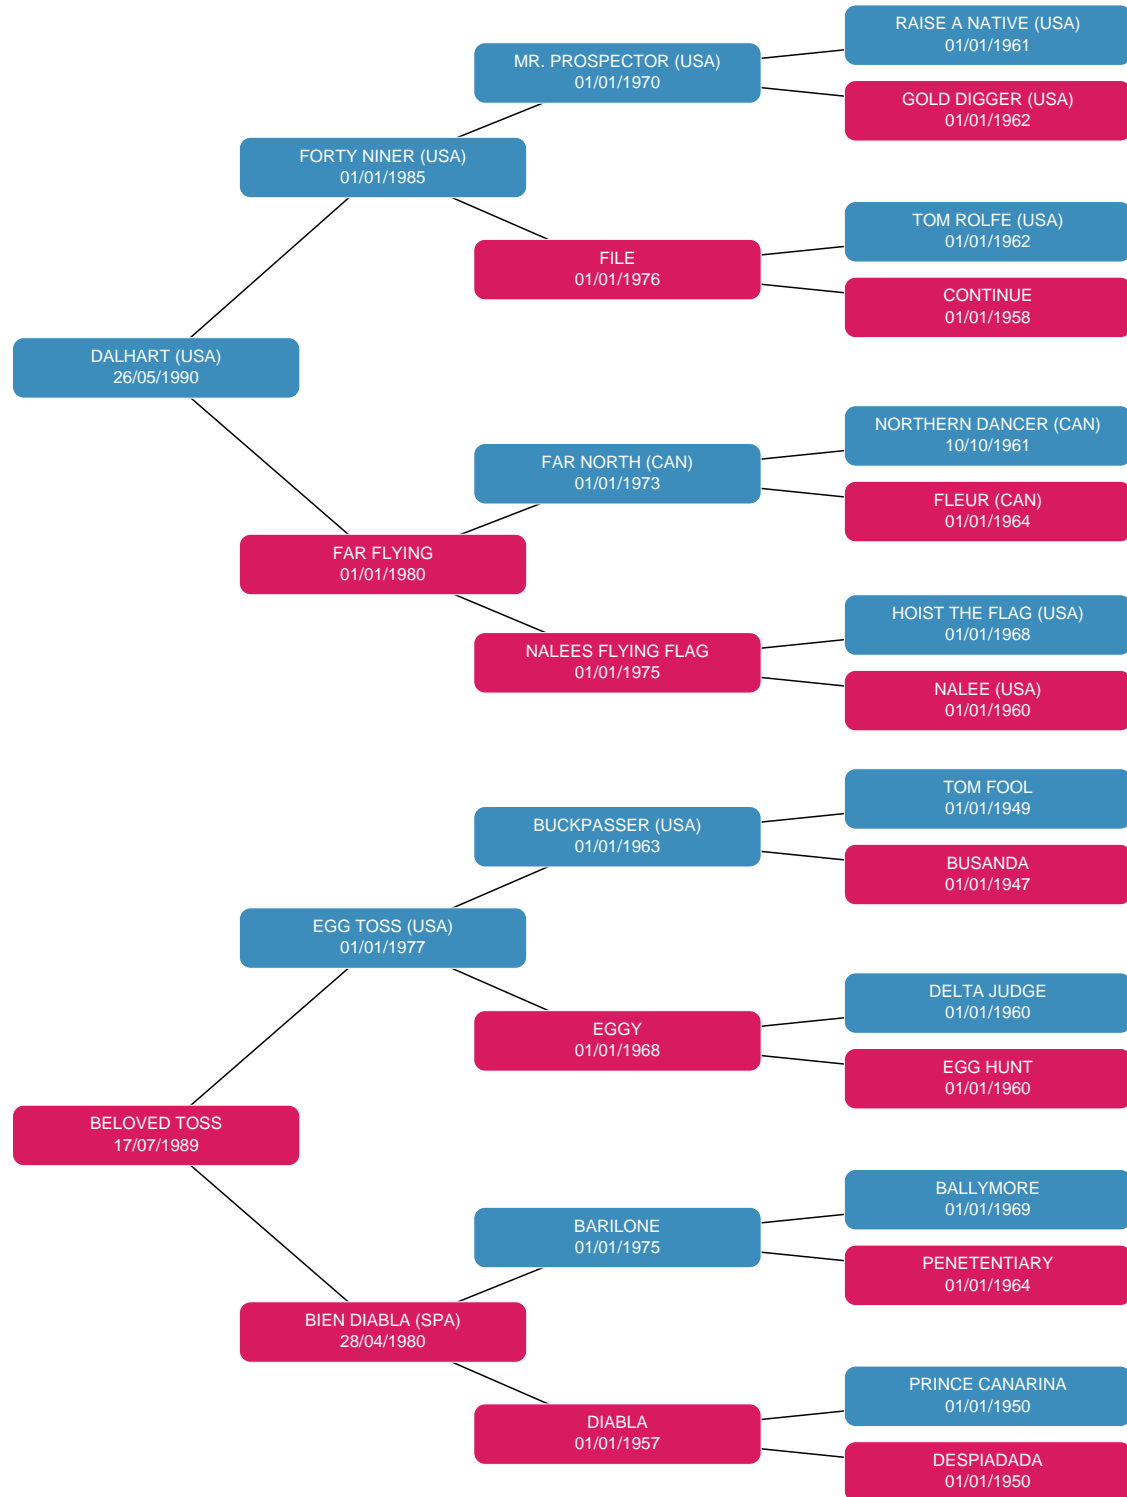 RAISE A NATIVE (USA)
01/01/1961
MR. PROSPECTOR (USA)
01/01/1970
GOLD DIGGER (USA)
01/01/1962
FORTY NINER (USA)
01/01/1985
TOM ROLFE (USA)
01/01/1962
FILE
01/01/1976
CONTINUE
01/01/1958
DALHART (USA)
26/05/1990
NORTHERN DANCER (CAN)
10/10/1961
FAR NORTH (CAN)
01/01/1973
FLEUR (CAN)
01/01/1964
FAR FLYING
01/01/1980
HOIST THE FLAG (USA)
01/01/1968
NALEES FLYING FLAG
01/01/1975
NALEE (USA)
01/01/1960
TOM FOOL
01/01/1949
BUCKPASSER (USA)
01/01/1963
BUSANDA
01/01/1947
EGG TOSS (USA)
01/01/1977
DELTA JUDGE
01/01/1960
EGGY
01/01/1968
EGG HUNT
01/01/1960
BELOVED TOSS
17/07/1989
BALLYMORE
01/01/1969
BARILONE
01/01/1975
PENETENTIARY
01/01/1964
BIEN DIABLA (SPA)
28/04/1980
PRINCE CANARINA
01/01/1950
DIABLA
01/01/1957
DESPIADADA
01/01/1950